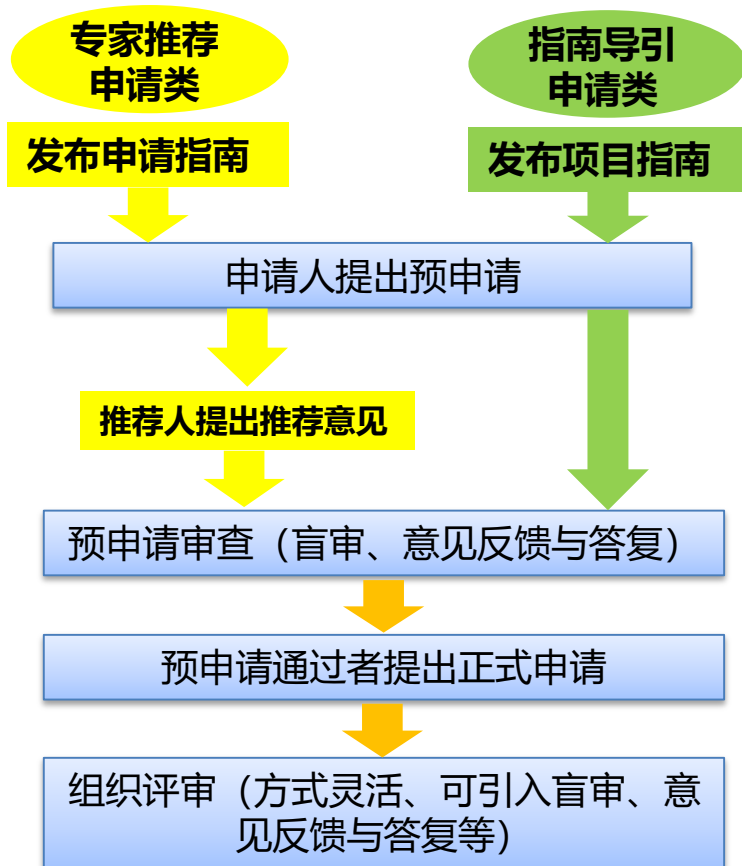 专家推荐
申请类
指南导引
申请类
发布申请指南
发布项目指南
申请人提出预申请
推荐人提出推荐意见
预申请审查（盲审、意见反馈与答复）
预申请通过者提出正式申请
组织评审（方式灵活、可引入盲审、意
见反馈与答复等）